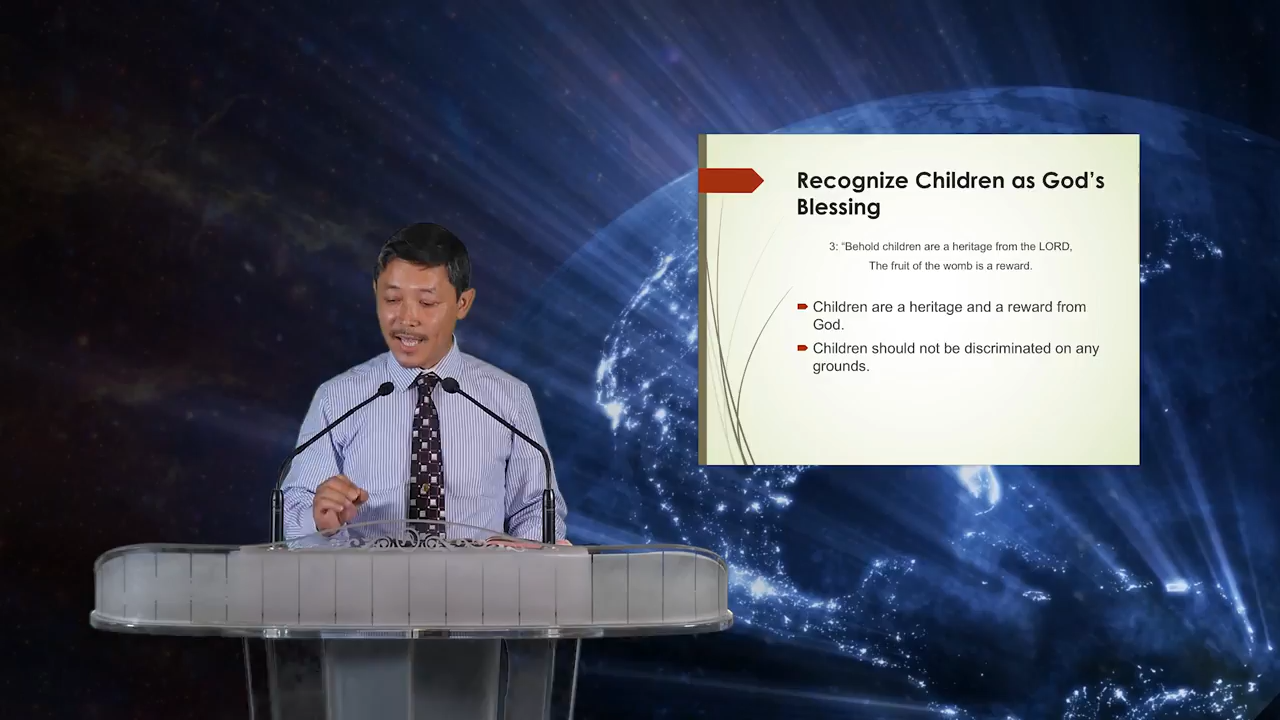 Recognize Children as God's
Blessing
3: “Behold children are a heritage from the LORD,
The fruit of the womb is a reward.
Children are a heritage and a reward from
God.
Children should not be discriminated on any
grounds.